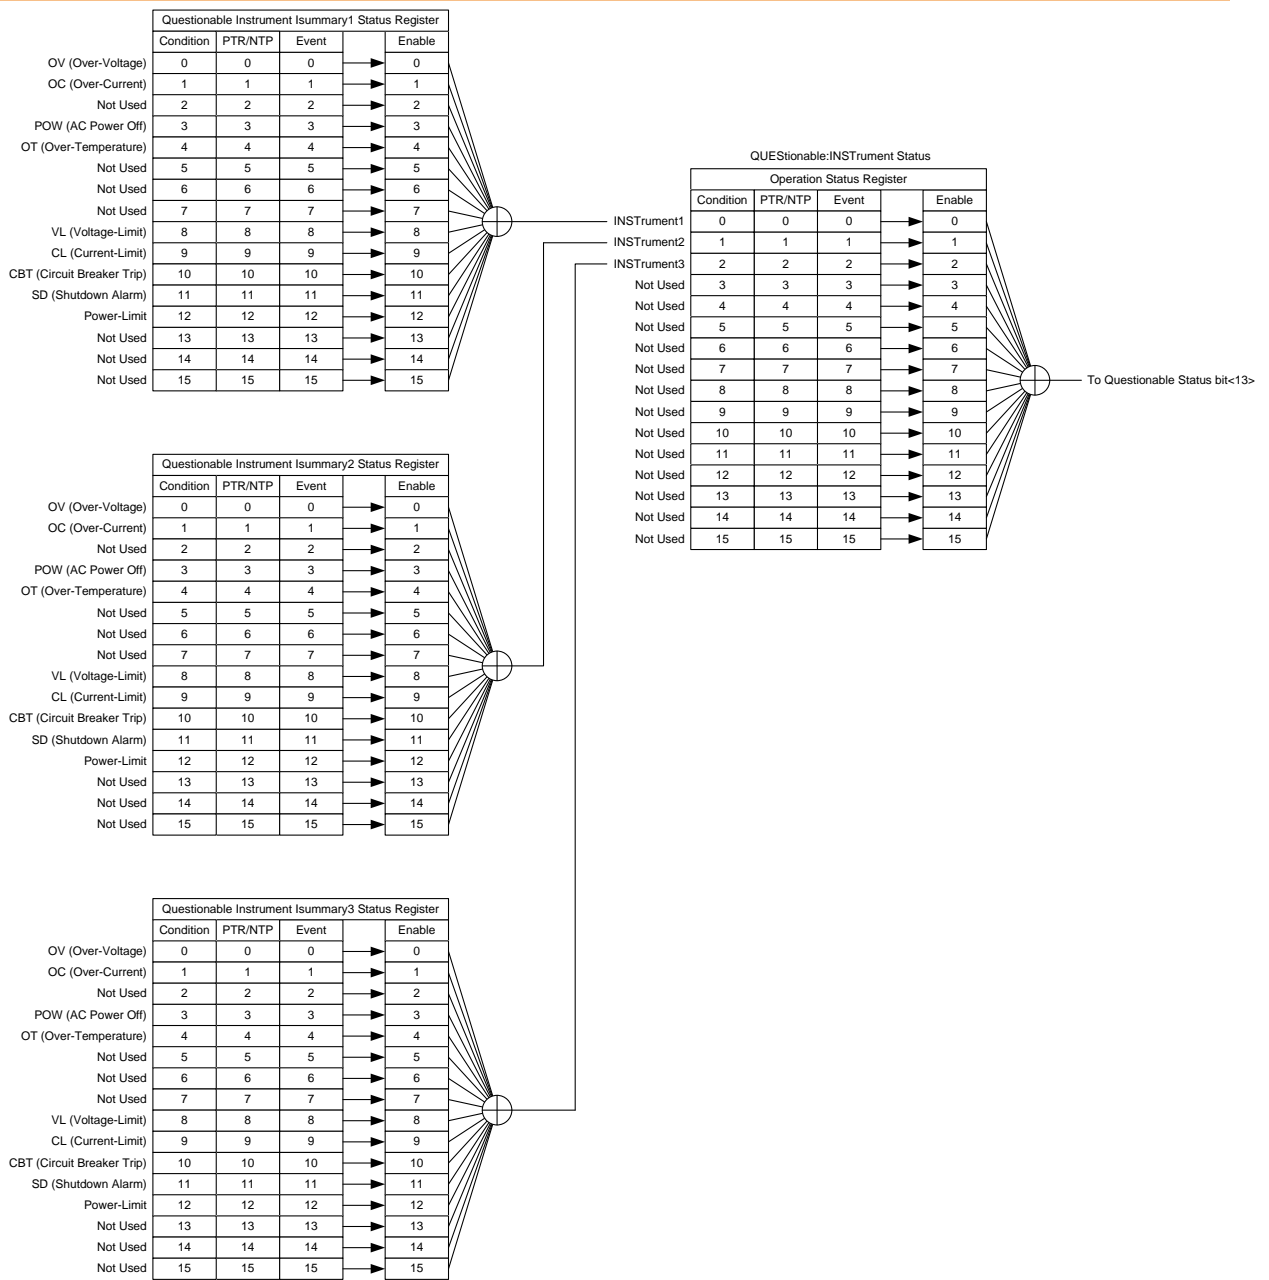 Questionable Instrument Isummary1 Status Register
Condition PTR/NTP Event Enable
OV (Over-Voltage) 0 0 0 0
OC (Over-Current) 1 1 1 1
Not Used 2 2 2 2
POW (AC Power Off) 3 3 3 3
OT (Over-Temperature) 4 4 4 4
Not Used 5 5 5 5
Not Used 6 6 6 6
Not Used 7 7 7 7
VL (Voltage-Limit) 8 8 8 8
CL (Current-Limit) 9 9 9 9
CBT (Circuit Breaker Trip) 10 10 10 10
SD (Shutdown Alarm) 11 11 11 11
Power-Limit 12 12 12 12
Not Used 13 13 13 13
Not Used 14 14 14 14
Not Used 15 15 15 15
QUEStionable:INSTrument Status
Operation Status Register
Condition PTR/NTP Event Enable
INSTrument1 0 0 0 0
INSTrument2 1 1 1 1
INSTrument3 2 2 2 2
Not Used 3 3 3 3
Not Used 4 4 4 4
Not Used 5 5 5 5
Not Used 6 6 6 6
Not Used 7 7 7 7
Not Used 8 8 8 8
Not Used 9 9 9 9
Not Used 10 10 10 10
Not Used 11 11 11 11
Not Used 12 12 12 12
Not Used 13 13 13 13
Not Used 14 14 14 14
Not Used 15 15 15 15
To Questionable Status bit<13>
Questionable Instrument Isummary2 Status Register
Condition PTR/NTP Event Enable
OV (Over-Voltage) 0 0 0 0
OC (Over-Current) 1 1 1 1
Not Used 2 2 2 2
POW (AC Power Off) 3 3 3 3
OT (Over-Temperature) 4 4 4 4
Not Used 5 5 5 5
Not Used 6 6 6 6
Not Used 7 7 7 7
VL (Voltage-Limit) 8 8 8 8
CL (Current-Limit) 9 9 9 9
CBT (Circuit Breaker Trip) 10 10 10 10
SD (Shutdown Alarm) 11 11 11 11
Power-Limit 12 12 12 12
Not Used 13 13 13 13
Not Used 14 14 14 14
Not Used 15 15 15 15
Questionable Instrument Isummary3 Status Register
Condition PTR/NTP Event Enable
OV (Over-Voltage) 0 0 0 0
OC (Over-Current) 1 1 1 1
Not Used 2 2 2 2
POW (AC Power Off) 3 3 3 3
OT (Over-Temperature) 4 4 4 4
Not Used 5 5 5 5
Not Used 6 6 6 6
Not Used 7 7 7 7
VL (Voltage-Limit) 8 8 8 8
CL (Current-Limit) 9 9 9 9
CBT (Circuit Breaker Trip) 10 10 10 10
SD (Shutdown Alarm) 11 11 11 11
Power-Limit 12 12 12 12
Not Used 13 13 13 13
Not Used 14 14 14 14
Not Used 15 15 15 15